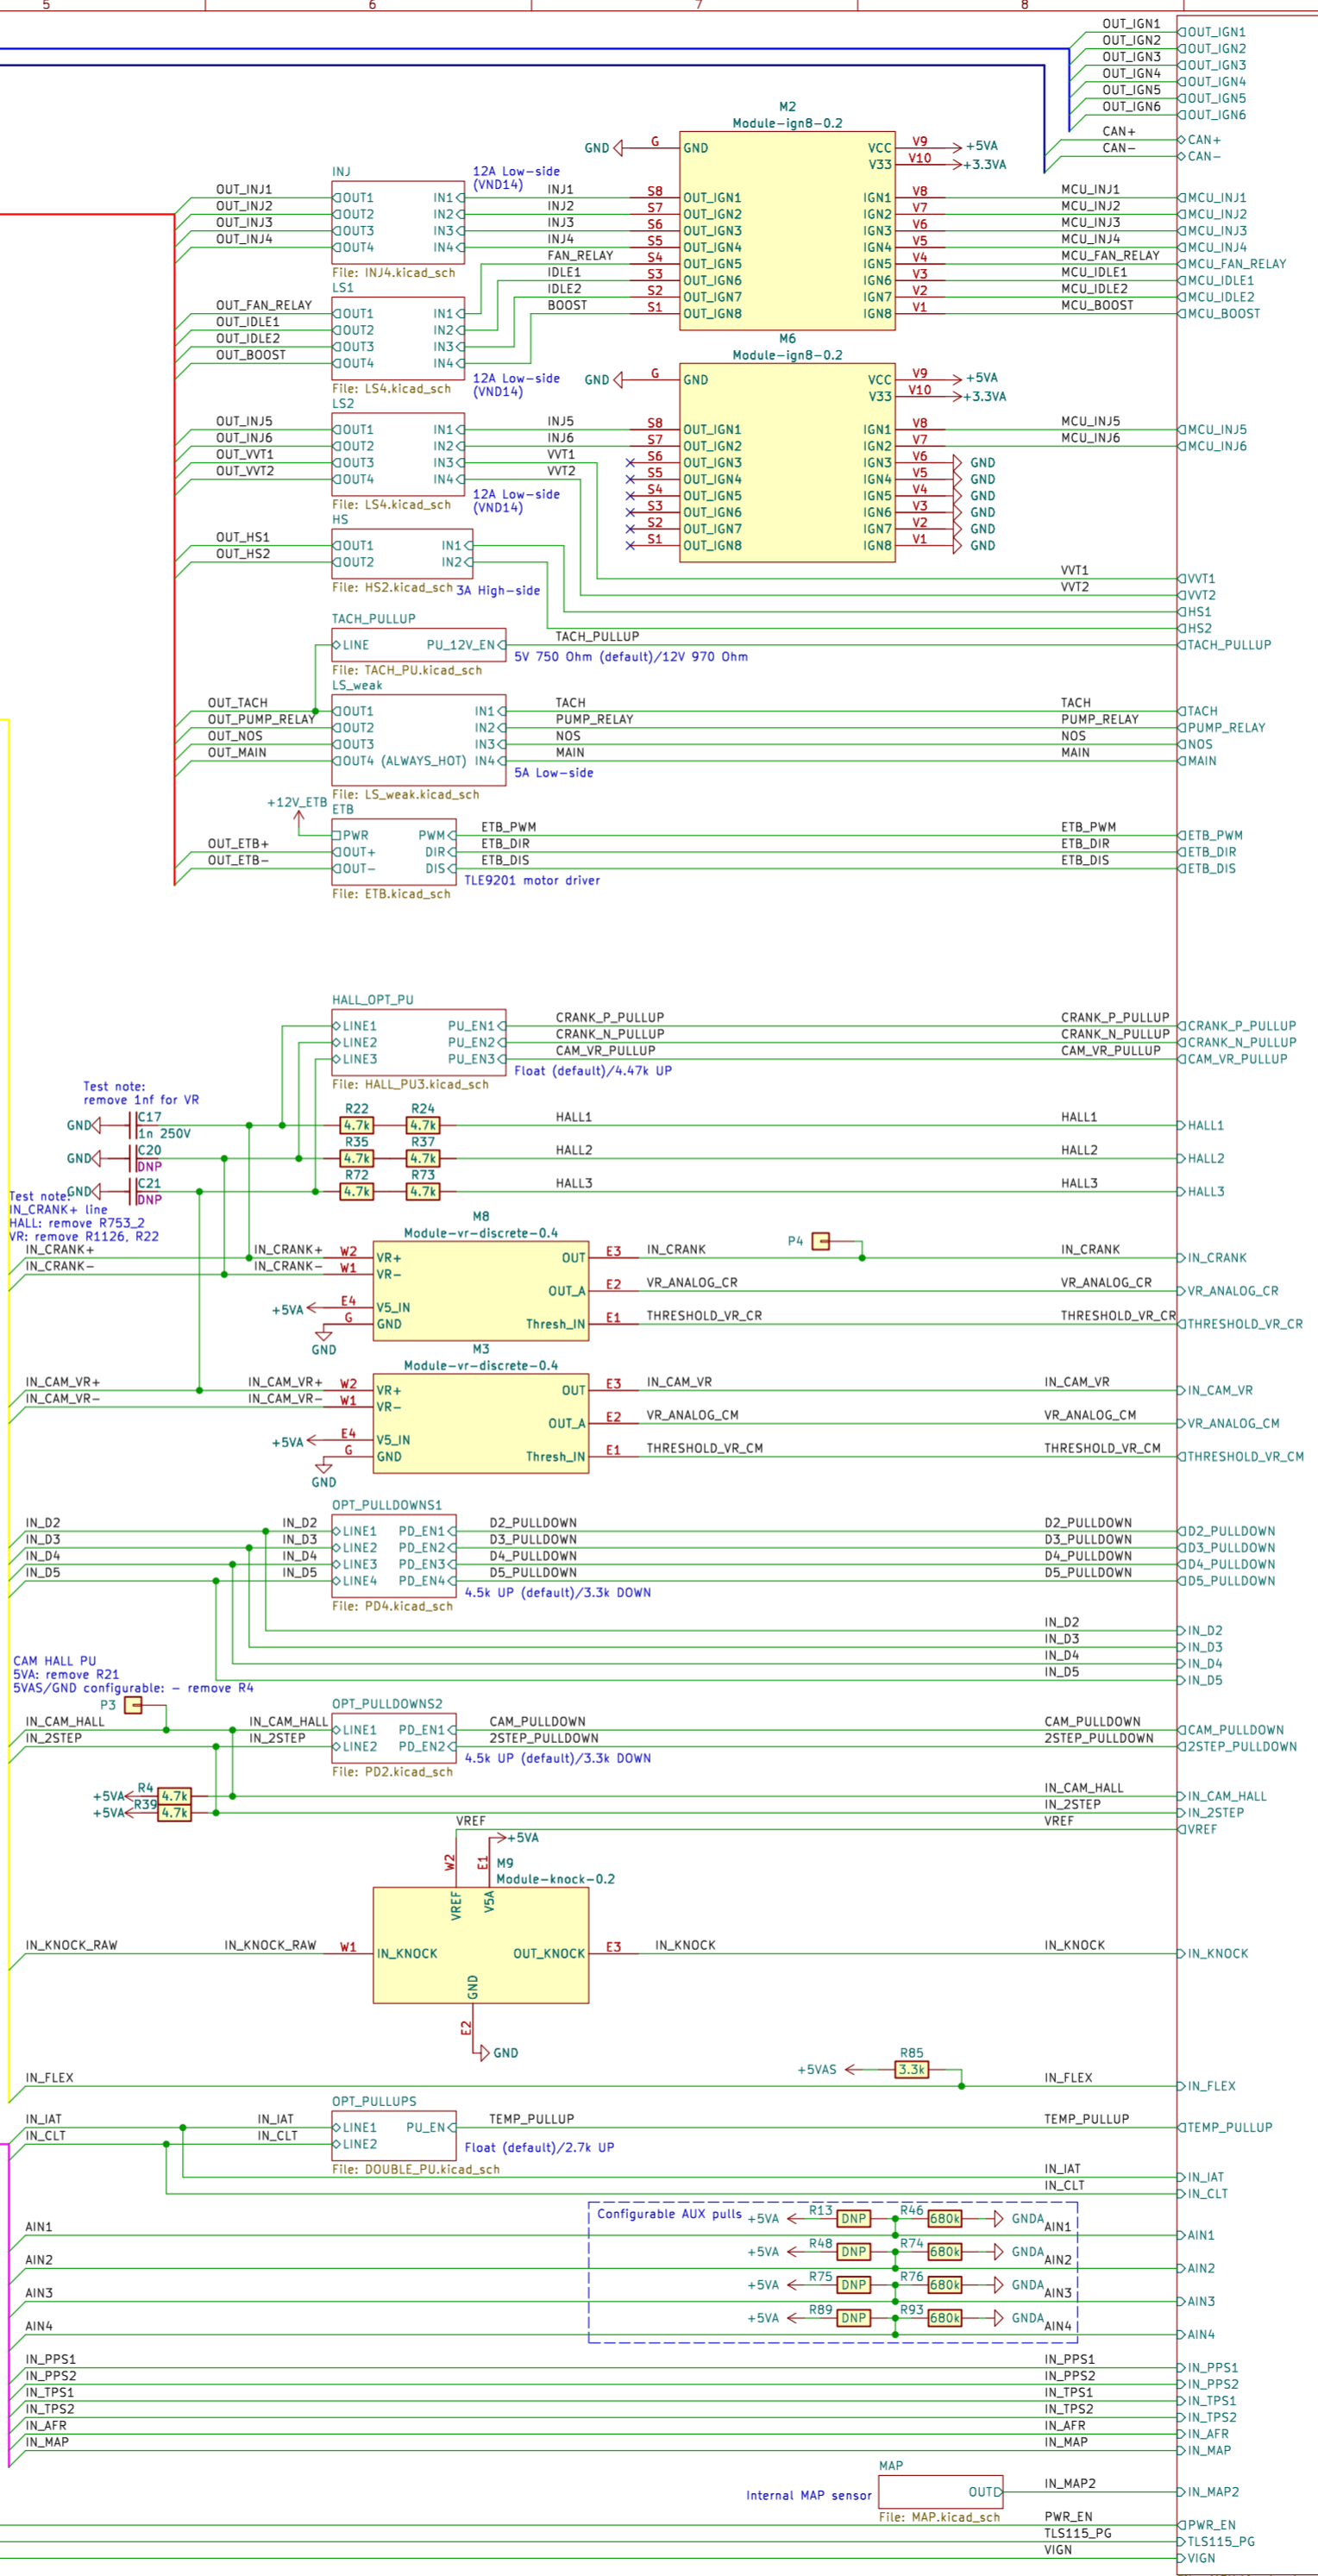 5 6 7 8
OUT_IGN1 OUT_IGN1
OUT_IGN2 OUT_IGN2
OUT_IGN3 OUT_IGN3
OUT_IGN4 OUT_IGN4
OUT_IGN5 OUT_IGN5
OUT_IGN6 OUT_IGN6
CAN+ CAN+
CAN- CAN-
M2
Module-ign8-0.2
GND G GND VCC V9 +5VA
V33 V10 +3.3VA
INJ 12A Low-side
(VND14)
OUT_INJ1 OUT1 IN1 INJ1 S8 OUT_IGN1 IGN1 V8 MCU_INJ1 MCU_INJ1
OUT_INJ2 OUT2 IN2 INJ2 S7 OUT_IGN2 IGN2 V7 MCU_INJ2 MCU_INJ2
OUT_INJ3 OUT3 IN3 INJ3 S6 OUT_IGN3 IGN3 V6 MCU_INJ3 MCU_INJ3
OUT_INJ4 OUT4 IN4 INJ4 S5 OUT_IGN4 IGN4 V5 MCU_INJ4 MCU_INJ4
FAN_RELAY S4 OUT_IGN5 IGN5 V4 MCU_FAN_RELAY MCU_FAN_RELAY
File: INJ4.kicad_sch
IDLE1 S3 OUT_IGN6 IGN6 V3 MCU_IDLE1 MCU_IDLE1
LS1
IDLE2 S2 OUT_IGN7 IGN7 V2 MCU_IDLE2 MCU_IDLE2
OUT_FAN_RELAY OUT1 IN1 BOOST S1 OUT_IGN8 IGN8 V1 MCU_BOOST MCU_BOOST
OUT_IDLE1 OUT2 IN2
OUT_IDLE2 OUT3 IN3
OUT_BOOST OUT4 IN4
M6
Module-ign8-0.2
12A Low-side
(VND14)
File: LS4.kicad_sch
GND G GND VCC V9 +5VA
V33 V10 +3.3VA
LS2
OUT_INJ5 OUT1 IN1 INJ5 S8 OUT_IGN1 IGN1 V8 MCU_INJ5 MCU_INJ5
OUT_INJ6 OUT2 IN2 INJ6 S7 OUT_IGN2 IGN2 V7 MCU_INJ6 MCU_INJ6
OUT_VVT1 OUT3 IN3 VVT1 S6 OUT_IGN3 IGN3 V6 GND
OUT_VVT2 OUT4 IN4 VVT2 S5 OUT_IGN4 IGN4 V5 GND
12A Low-side
(VND14)
S4 OUT_IGN5 IGN5 V4 GND
File: LS4.kicad_sch
S3 OUT_IGN6 IGN6 V3 GND
HS
S2 OUT_IGN7 IGN7 V2 GND
OUT_HS1 OUT1 IN1 S1 OUT_IGN8 IGN8 V1 GND
OUT_HS2 OUT2 IN2
File: HS2.kicad_sch 3A High-side
VVT1 VVT1
VVT2 VVT2
HS1
HS2
TACH_PULLUP
LINE PU_12V_EN TACH_PULLUP TACH_PULLUP
5V 750 Ohm (default)/12V 970 Ohm
File: TACH_PU.kicad_sch
LS_weak
OUT_TACH OUT1 IN1 TACH TACH TACH
OUT_PUMP_RELAY OUT2 IN2 PUMP_RELAY PUMP_RELAY PUMP_RELAY
OUT_NOS OUT3 IN3 NOS NOS NOS
OUT_MAIN OUT4 (ALWAYS_HOT) IN4 MAIN MAIN MAIN
5A Low-side
File: LS_weak.kicad_sch
+12V_ETB ETB
PWR PWM ETB_PWM ETB_PWM ETB_PWM
OUT_ETB+ OUT+ DIR ETB_DIR ETB_DIR ETB_DIR
OUT_ETB- OUT- DIS ETB_DIS ETB_DIS ETB_DIS
TLE9201 motor driver
File: ETB.kicad_sch
HALL_OPT_PU
LINE1 PU_EN1 CRANK_P_PULLUP CRANK_P_PULLUP CRANK_P_PULLUP
LINE2 PU_EN2 CRANK_N_PULLUP CRANK_N_PULLUP CRANK_N_PULLUP
LINE3 PU_EN3 CAM_VR_PULLUP CAM_VR_PULLUP CAM_VR_PULLUP
Float (default)/4.47k UP
File: HALL_PU3.kicad_sch
Test note:
remove 1nf for VR
GND C17 1n 250V R22 4.7k R24 4.7k HALL1 HALL1 HALL1
GND C20 DNP R35 4.7k R37 4.7k HALL2 HALL2 HALL2
GND C21 DNP R72 4.7k R73 4.7k HALL3 HALL3 HALL3
Test note:
IN_CRANK+ line
HALL: remove R753_2
VR: remove R1126, R22
M8
Module-vr-discrete-0.4
P4
IN_CRANK+ IN_CRANK+ W2 VR+ OUT E3 IN_CRANK IN_CRANK IN_CRANK
IN_CRANK- IN_CRANK- W1 VR-
OUT_A E2 VR_ANALOG_CR VR_ANALOG_CR VR_ANALOG_CR
+5VA E4 V5_IN
G GND Thresh_IN E1 THRESHOLD_VR_CR THRESHOLD_VR_CR THRESHOLD_VR_CR
GND
M3
Module-vr-discrete-0.4
IN_CAM_VR+ IN_CAM_VR+ W2 VR+ OUT E3 IN_CAM_VR IN_CAM_VR IN_CAM_VR
IN_CAM_VR- IN_CAM_VR- W1 VR-
OUT_A E2 VR_ANALOG_CM VR_ANALOG_CM VR_ANALOG_CM
+5VA E4 V5_IN
G GND Thresh_IN E1 THRESHOLD_VR_CM THRESHOLD_VR_CM THRESHOLD_VR_CM
GND
OPT_PULLDOWNS1
IN_D2 IN_D2 LINE1 PD_EN1 D2_PULLDOWN D2_PULLDOWN D2_PULLDOWN
IN_D3 IN_D3 LINE2 PD_EN2 D3_PULLDOWN D3_PULLDOWN D3_PULLDOWN
IN_D4 IN_D4 LINE3 PD_EN3 D4_PULLDOWN D4_PULLDOWN D4_PULLDOWN
IN_D5 IN_D5 LINE4 PD_EN4 D5_PULLDOWN D5_PULLDOWN D5_PULLDOWN
4.5k UP (default)/3.3k DOWN
File: PD4.kicad_sch
IN_D2 IN_D2
IN_D3 IN_D3
IN_D4 IN_D4
IN_D5 IN_D5
CAM HALL PU
5VA: remove R21
5VAS/GND configurable: - remove R4
P3
OPT_PULLDOWNS2
IN_CAM_HALL IN_CAM_HALL LINE1 PD_EN1 CAM_PULLDOWN CAM_PULLDOWN CAM_PULLDOWN
IN_2STEP IN_2STEP LINE2 PD_EN2 2STEP_PULLDOWN 2STEP_PULLDOWN 2STEP_PULLDOWN
4.5k UP (default)/3.3k DOWN
File: PD2.kicad_sch
+5VA R4 4.7k IN_CAM_HALL IN_CAM_HALL
+5VA R39 4.7k IN_2STEP IN_2STEP
VREF VREF VREF
+5VA
W2 E1 M9
Module-knock-0.2
VREF V5A
IN_KNOCK_RAW IN_KNOCK_RAW W1 IN_KNOCK OUT_KNOCK E3 IN_KNOCK IN_KNOCK IN_KNOCK
GND
E2 GND
+5VAS R85 3.3k
IN_FLEX IN_FLEX IN_FLEX
OPT_PULLUPS
IN_IAT IN_IAT LINE1 PU_EN TEMP_PULLUP TEMP_PULLUP TEMP_PULLUP
IN_CLT IN_CLT LINE2
Float (default)/2.7k UP
File: DOUBLE_PU.kicad_sch
IN_IAT IN_IAT
IN_CLT IN_CLT
Configurable AUX pulls
+5VA R13 DNP R46 680k GNDA
AIN1 AIN1 AIN1
+5VA R48 DNP R74 680k GNDA
AIN2 AIN2 AIN2
+5VA R75 DNP R76 680k GNDA
AIN3 AIN3 AIN3
+5VA R89 DNP R93 680k GNDA
AIN4 AIN4 AIN4
IN_PPS1 IN_PPS1 IN_PPS1
IN_PPS2 IN_PPS2 IN_PPS2
IN_TPS1 IN_TPS1 IN_TPS1
IN_TPS2 IN_TPS2 IN_TPS2
IN_AFR IN_AFR IN_AFR
IN_MAP IN_MAP IN_MAP
MAP
Internal MAP sensor OUT IN_MAP2 IN_MAP2
File: MAP.kicad_sch
PWR_EN PWR_EN
TLS115_PG TLS115_PG
VIGN VIGN